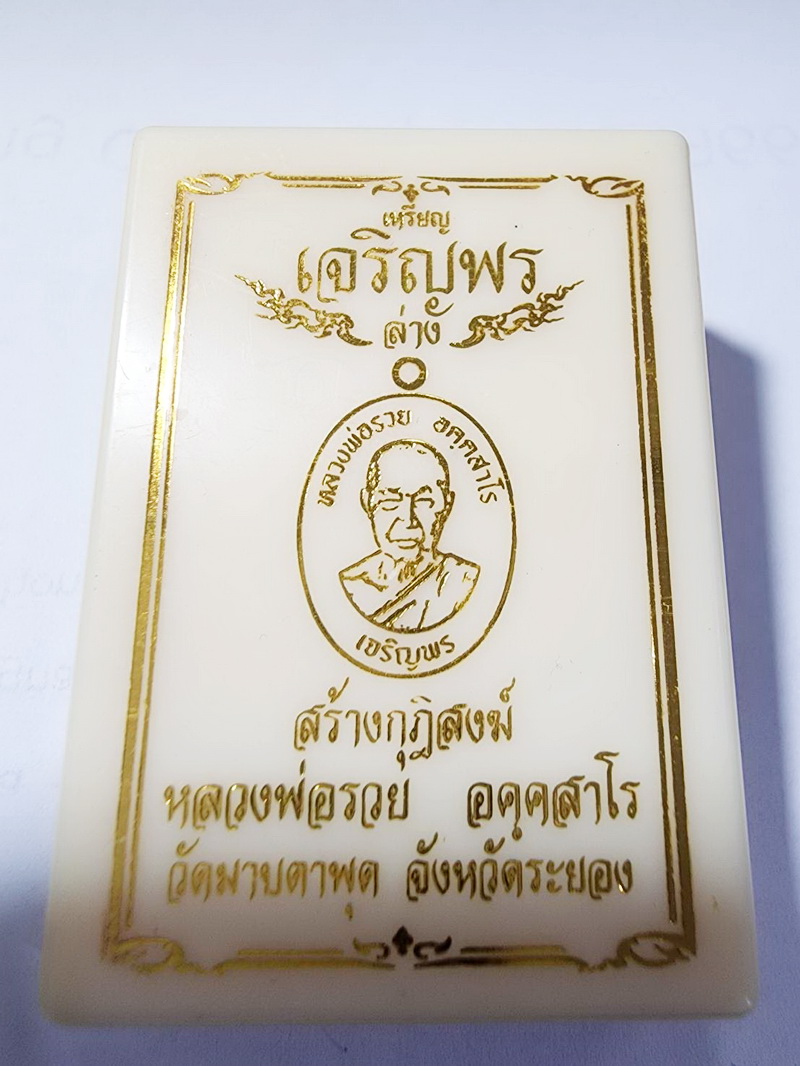 เหรียญ
เจริญพร
ล่าง
หลวงพ่อรวย อคฺคสาโร
เจริญพร
สร้างกุฏิสงฆ์
หลวงพ่อรวย อคฺคสาโร
วัดมาบตาพุด จังหวัดระยอง